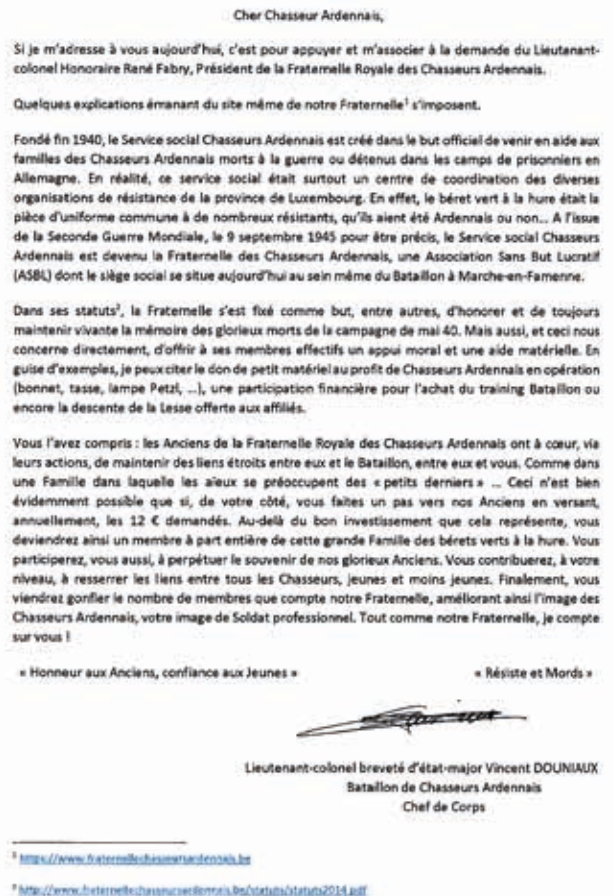 Cher Chasseur Ardennais,
Si je m'adresse à vous aujourd'hui, c'est pour appuyer et m'associer à la demande du Lieutenant-
colonel Honoraire René Fabry, Président de la Fraternelle Royale des Chasseurs Ardennais.
Quelques explications émanant du site même de notre Fraternelle¹ s'imposent.
Fondé fin 1940, le Service social Chasseurs Ardennais est créé dans le but officiel de venir en aide aux
familles des Chasseurs Ardennais morts à la guerre ou détenus dans les camps de prisonniers en
Allemagne. En réalité, ce service social était surtout un centre de coordination des diverses
organisations de résistance de la province de Luxembourg. En effet, le béret vert à la hure était la
pièce d'uniforme commune à de nombreux résistants, qu'ils aient été Ardennais ou non... A l'issue
de la Seconde Guerre Mondiale, le 9 septembre 1945 pour être précis, le Service social Chasseurs
Ardennais est devenu la Fraternelle des Chasseurs Ardennais, une Association Sans But Lucratif
(ASBL) dont le siège social se situe aujourd'hui au sein même du Bataillon à Marche-en-Famenne.
Dans ses statuts², la Fraternelle s'est fixé comme but, entre autres, d'honorer et de toujours
maintenir vivante la mémoire des glorieux morts de la campagne de mai 40. Mais aussi, et ceci nous
concerne directement, d'offrir à ses membres effectifs un appui moral et une aide matérielle. En
guise d'exemples, je peux citer le don de petit matériel au profit de Chasseurs Ardennais en opération
(bonnet, tasse, lampe Petzl, ...), une participation financière pour l'achat du training Bataillon ou
encore la descente de la Lesse offerte aux affiliés.
Vous l'avez compris : les Anciens de la Fraternelle Royale des Chasseurs Ardennais ont à cœur, via
leurs actions, de maintenir des liens étroits entre eux et le Bataillon, entre eux et vous. Comme dans
une Famille dans laquelle les aïeux se préoccupent des « petits derniers » ... Ceci n'est bien
évidemment possible que si, de votre côté, vous faites un pas vers nos Anciens en versant,
annuellement, les 12 € demandés. Au-delà du bon investissement que cela représente, vous
deviendrez ainsi un membre à part entière de cette grande Famille des bérets verts à la hure. Vous
participerez, vous aussi, à perpétuer le souvenir de nos glorieux Anciens. Vous contribuerez, à votre
niveau, à resserrer les liens entre tous les Chasseurs, jeunes et moins jeunes. Finalement, vous
viendrez gonfler le nombre de membres que compte notre Fraternelle, améliorant ainsi l'image des
Chasseurs Ardennais, votre image de Soldat professionnel. Tout comme notre Fraternelle, je compte
sur vous !
« Honneur aux Anciens, confiance aux Jeunes » « Résiste et Mords »
Lieutenant-colonel breveté d'état-major Vincent DOUNIAUX
Bataillon de Chasseurs Ardennais
Chef de Corps
¹ https://www.fraternellechasseursardennais.be
² http://www.fraternellechasseursardennais.be/statuts/statuts2014.pdf